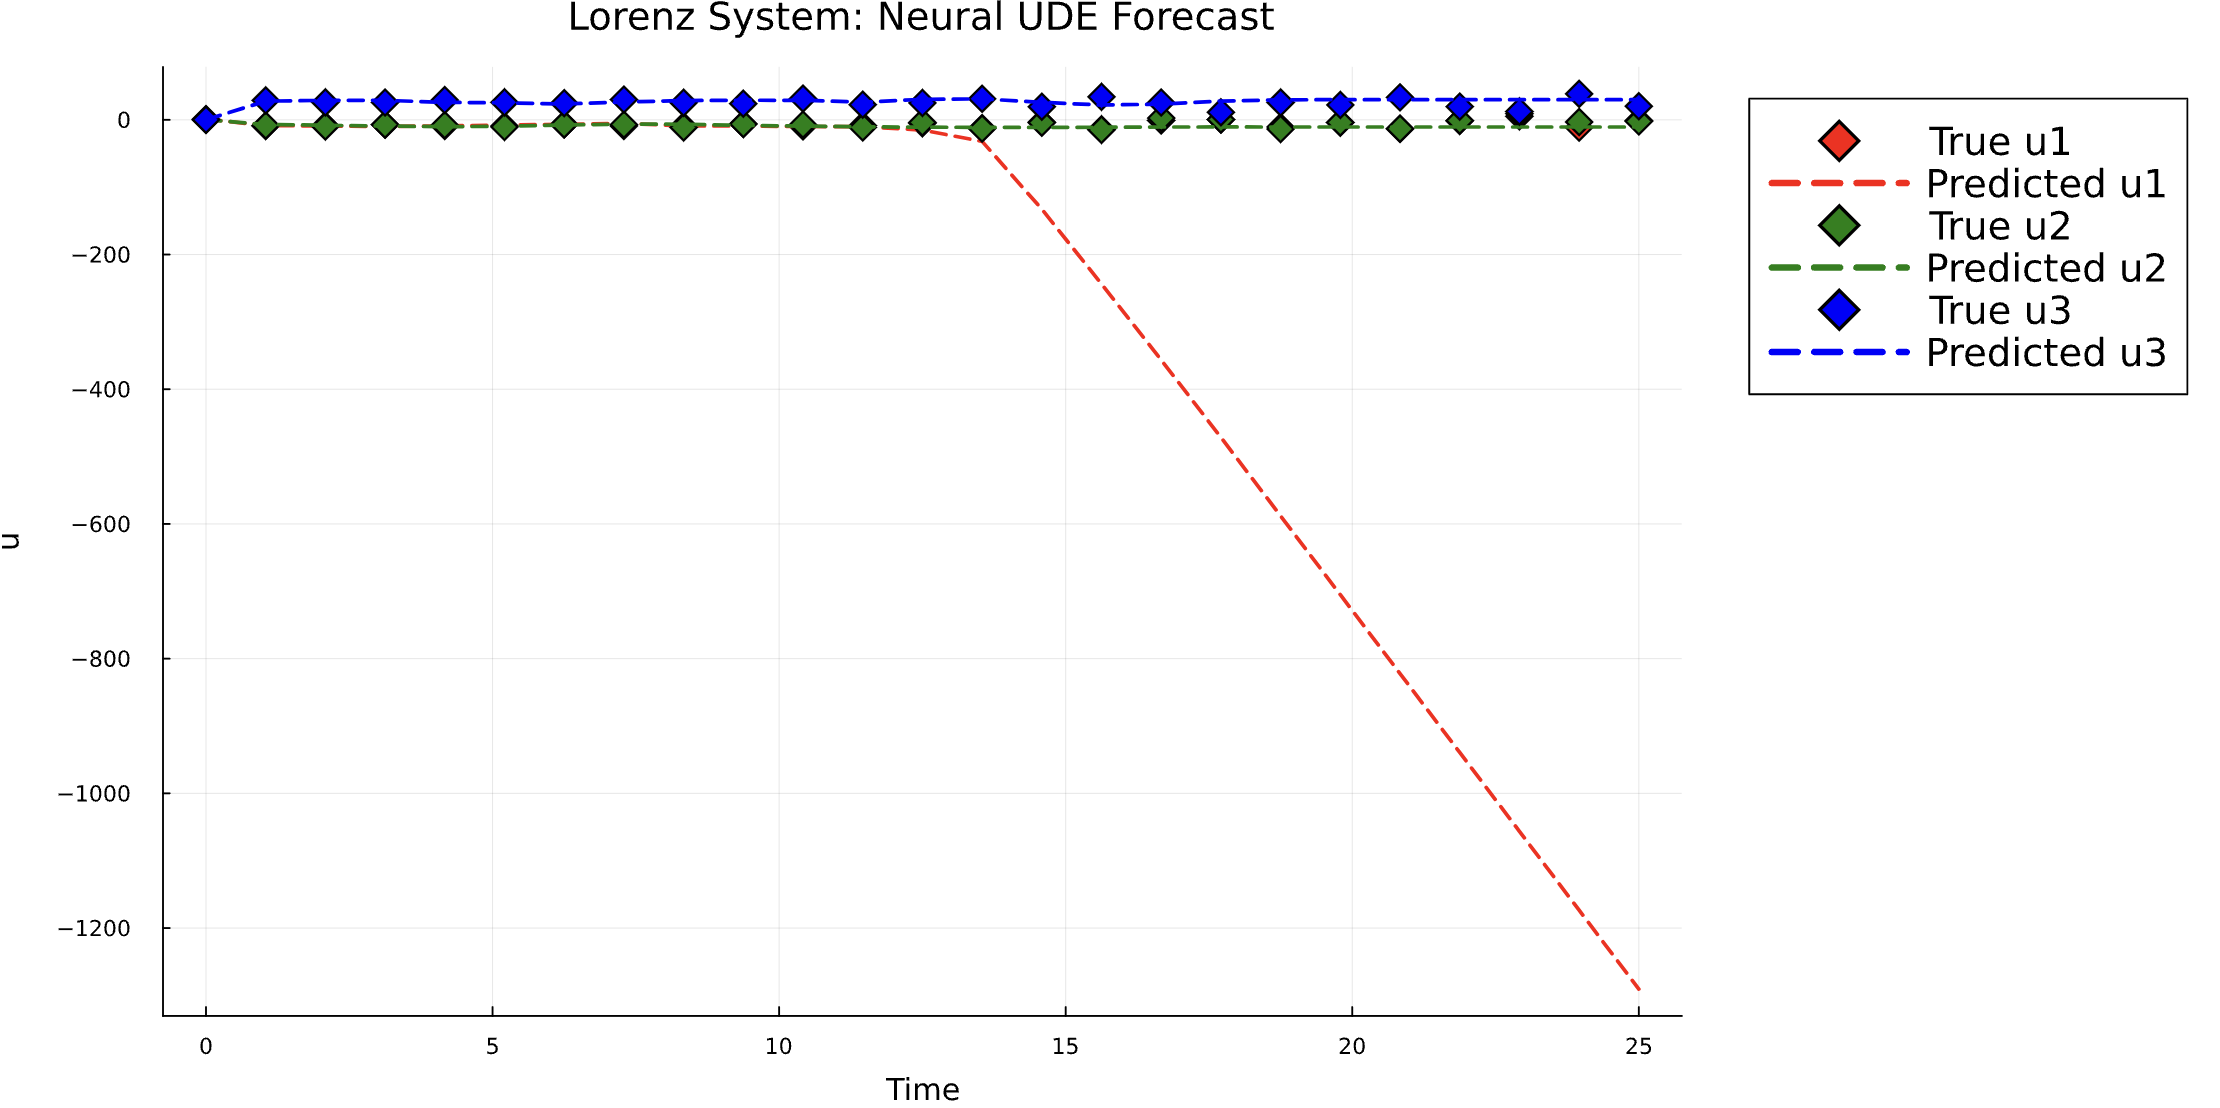 Lorenz System: Neural UDE Forecast
0
−200
−400
−600
−800
−1000
−1200
u
0 5 10 15 20 25
Time
True u1
Predicted u1
True u2
Predicted u2
True u3
Predicted u3